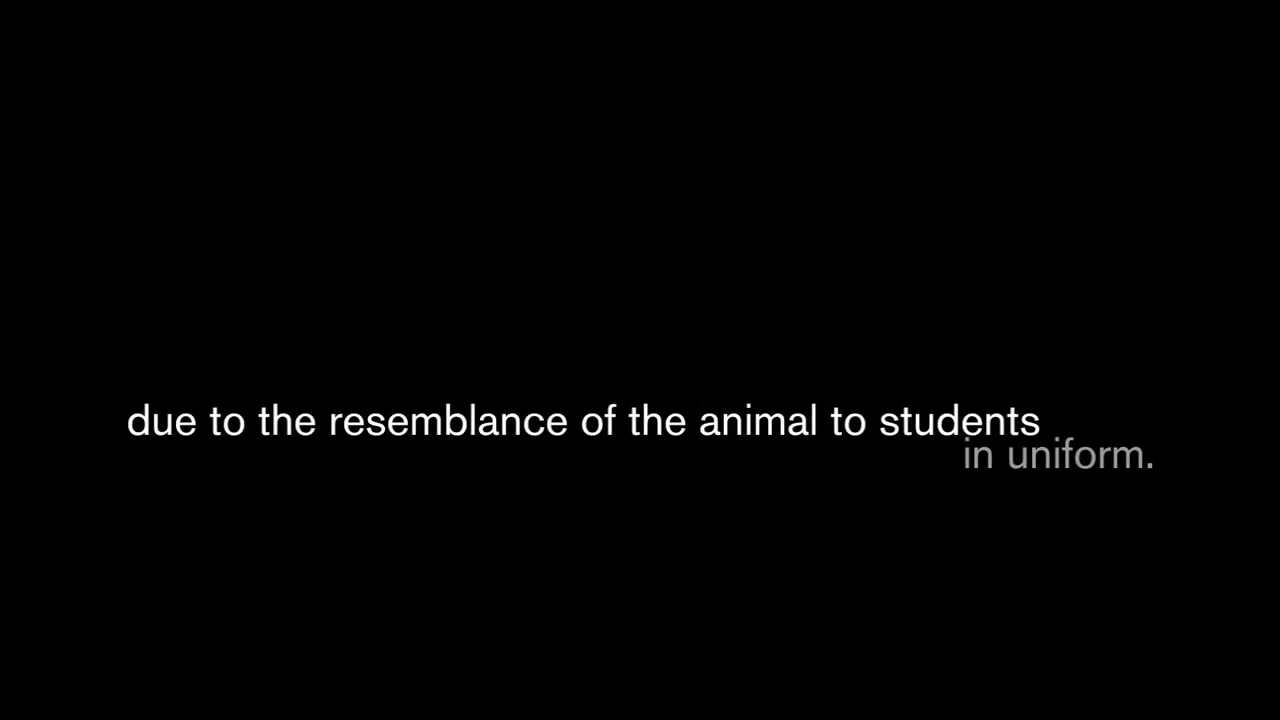 due to the resemblance of the animal to students
in uniform.